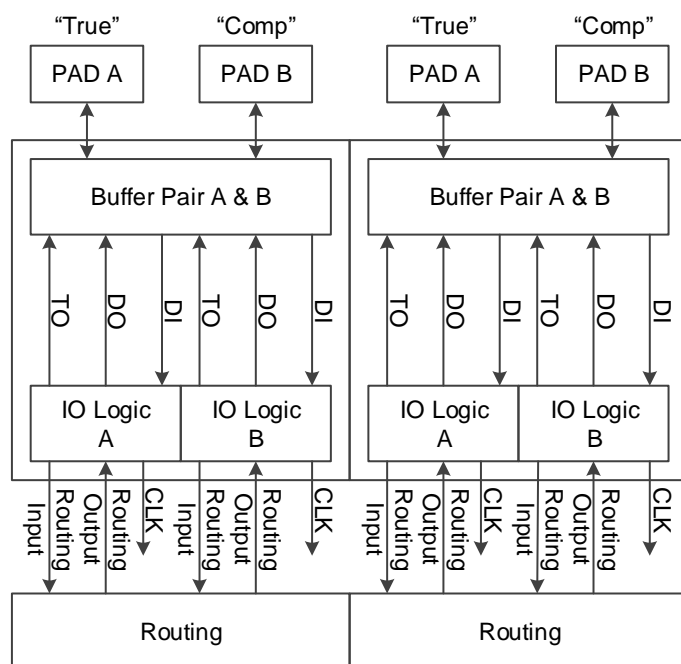 “True”
“Comp”
“True”
“Comp”
PAD A
PAD B
PAD A
PAD B
Buffer Pair A & B
Buffer Pair A & B
TO
DO
DI
TO
DO
DI
TO
DO
DI
TO
DO
DI
IO Logic
A
IO Logic
B
IO Logic
A
IO Logic
B
Routing
Input
Routing
Output
CLK
Routing
Input
Routing
Output
CLK
Routing
Input
Routing
Output
CLK
Routing
Input
Routing
Output
CLK
Routing
Routing